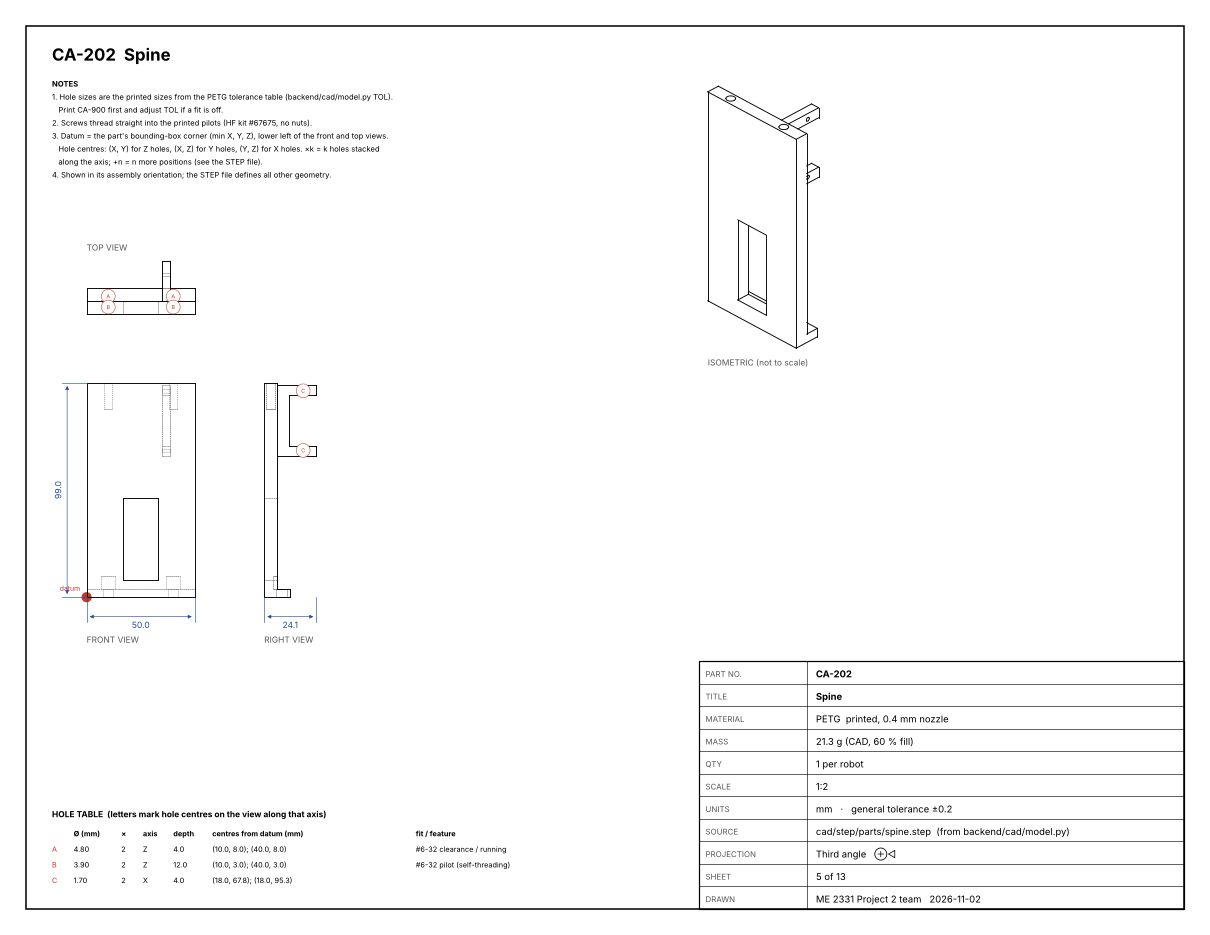 CA-202 Spine
NOTES
1. Hole sizes are the printed sizes from the PETG tolerance table (backend/cad/model.py TOL).
Print CA-900 first and adjust TOL if a fit is off.
2. Screws thread straight into the printed pilots (HF kit #67675, no nuts).
3. Datum = the part's bounding-box corner (min X, Y, Z), lower left of the front and top views.
Hole centres: (X, Y) for Z holes, (X, Z) for Y holes, (Y, Z) for X holes. ×k = k holes stacked
along the axis; +n = n more positions (see the STEP file).
4. Shown in its assembly orientation; the STEP file defines all other geometry.
TOP VIEW
A A
B B
ISOMETRIC (not to scale)
C
C
99.0
datum
50.0
24.1
FRONT VIEW
RIGHT VIEW
PART NO. CA-202
TITLE Spine
MATERIAL PETG printed, 0.4 mm nozzle
MASS 21.3 g (CAD, 60 % fill)
QTY 1 per robot
SCALE 1:2
UNITS mm · general tolerance ±0.2
SOURCE cad/step/parts/spine.step (from backend/cad/model.py)
PROJECTION Third angle
SHEET 5 of 13
DRAWN ME 2331 Project 2 team 2026-11-02
HOLE TABLE (letters mark hole centres on the view along that axis)
Ø (mm) × axis depth centres from datum (mm) fit / feature
A 4.80 2 Z 4.0 (10.0, 8.0); (40.0, 8.0) #6-32 clearance / running
B 3.90 2 Z 12.0 (10.0, 3.0); (40.0, 3.0) #6-32 pilot (self-threading)
C 1.70 2 X 4.0 (18.0, 67.8); (18.0, 95.3)